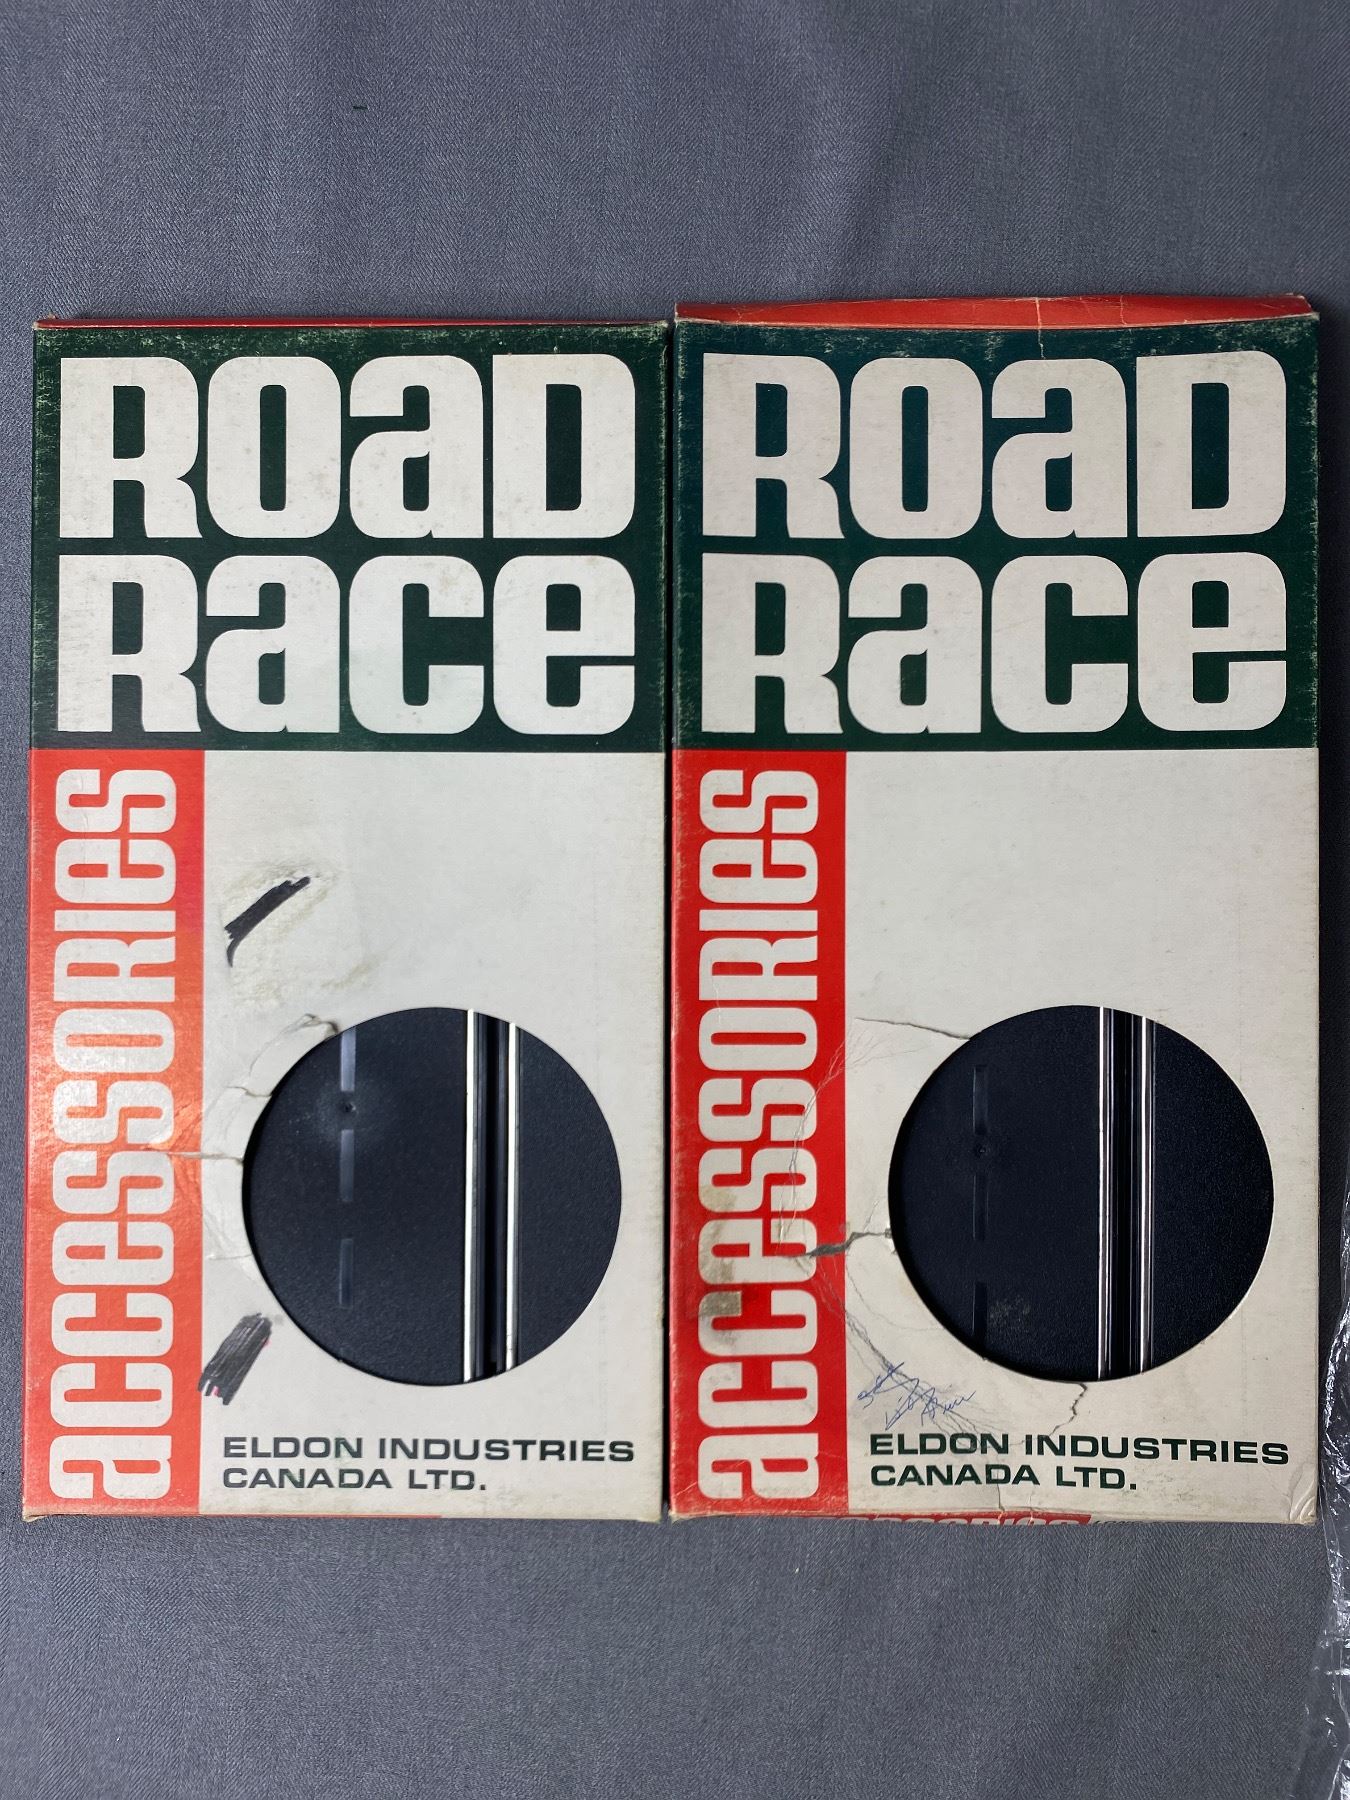 ROaD
Race
accessories
ELDON INDUSTRIES
CANADA LTD.
ROaD
Race
accessories
ELDON INDUSTRIES
CANADA LTD.